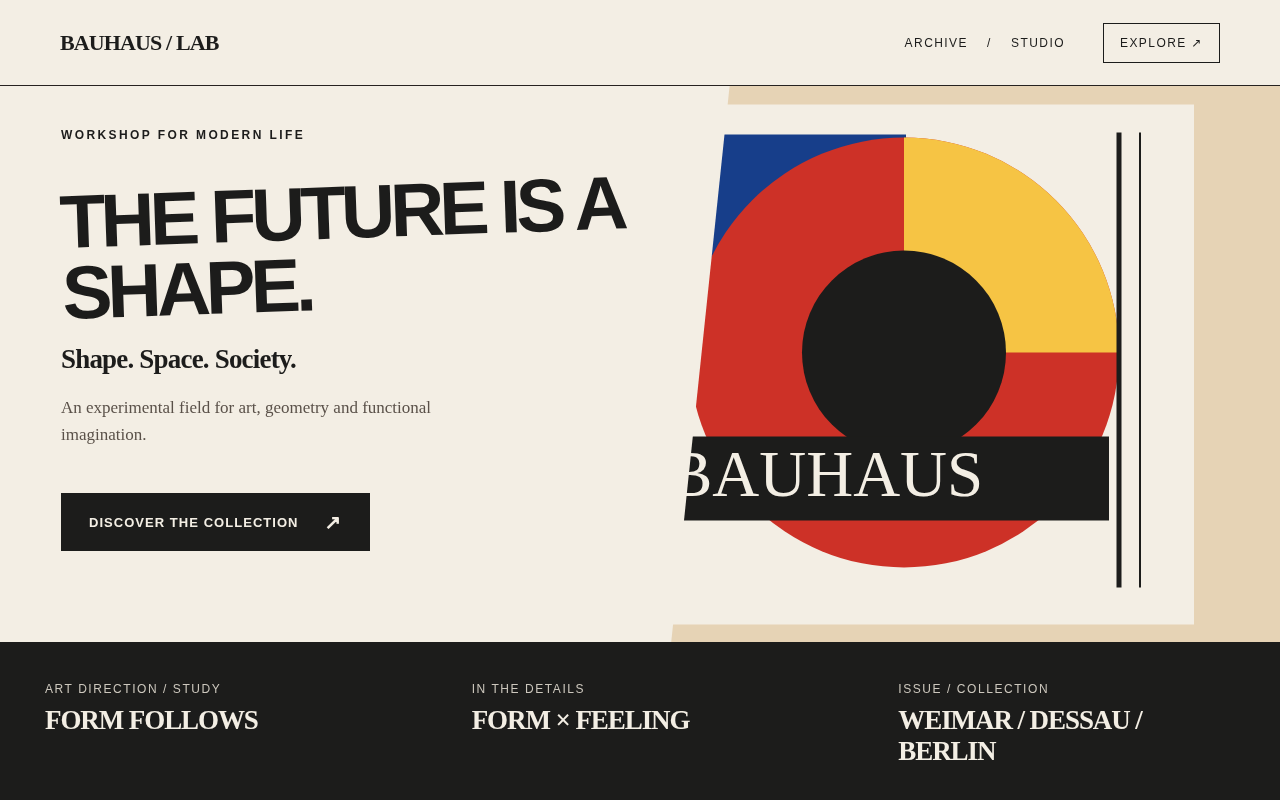 BAUHAUS / LAB
ARCHIVE / STUDIO
EXPLORE ↗
WORKSHOP FOR MODERN LIFE
THE FUTURE IS A
SHAPE.
Shape. Space. Society.
An experimental field for art, geometry and functional
imagination.
DISCOVER THE COLLECTION ↗
BAUHAUS
ART DIRECTION / STUDY
FORM FOLLOWS
IN THE DETAILS
FORM × FEELING
ISSUE / COLLECTION
WEIMAR / DESSAU /
BERLIN